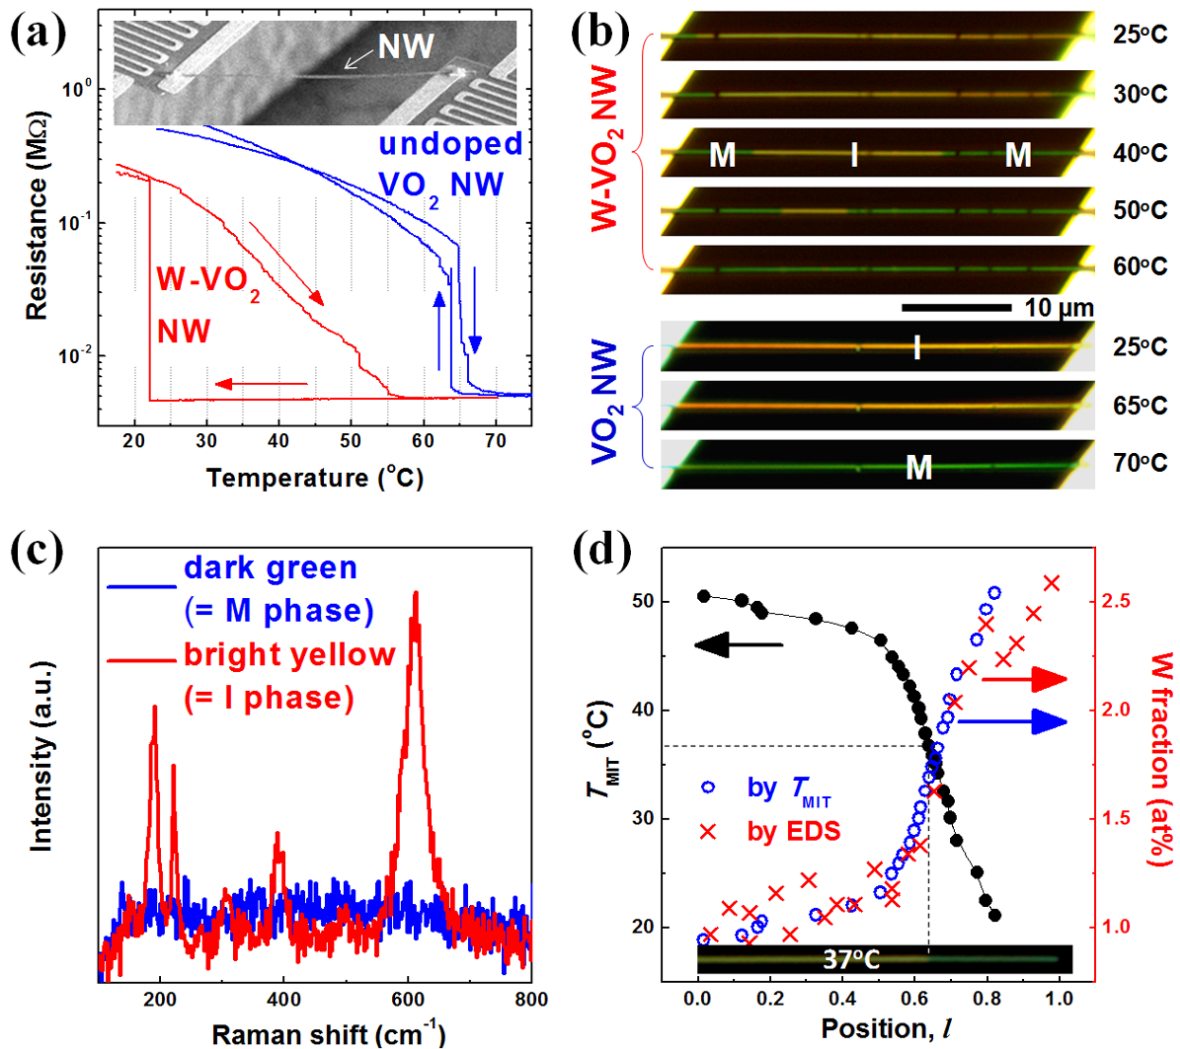 (a)
NW
undoped
VO2 NW
W-VO2
NW
Resistance (MΩ)
10^0
10^-1
10^-2
20 30 40 50 60 70
Temperature (°C)
(b)
W-VO2 NW
25°C
30°C
M I M 40°C
50°C
60°C
10 µm
VO2 NW
I 25°C
65°C
M 70°C
(c)
dark green
(= M phase)
bright yellow
(= I phase)
Intensity (a.u.)
200 400 600 800
Raman shift (cm^-1)
(d)
50
40
30
20
T_MIT (°C)
by T_MIT
by EDS
37°C
2.5
2.0
1.5
1.0
W fraction (at%)
0.0 0.2 0.4 0.6 0.8 1.0
Position, l